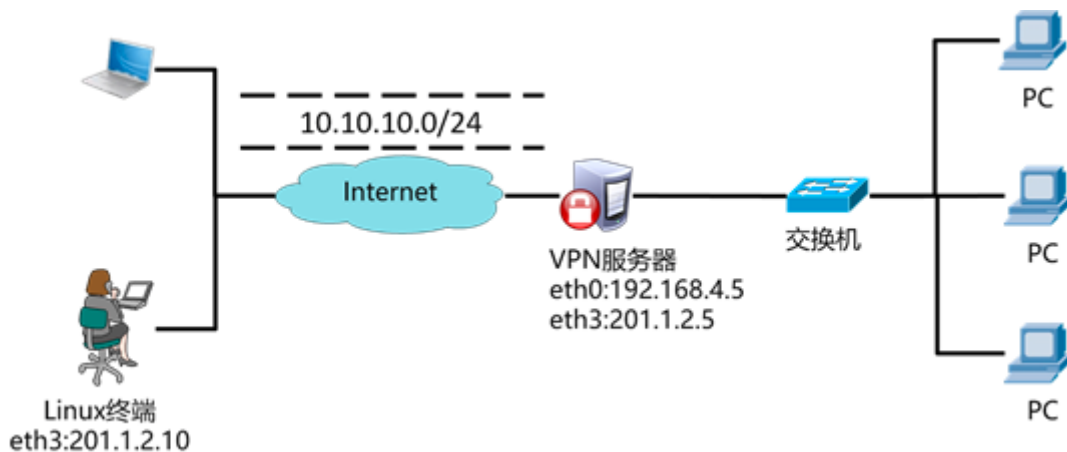 10.10.10.0/24
Internet
VPN服务器
eth0:192.168.4.5
eth3:201.1.2.5
交换机
PC
PC
PC
Linux终端
eth3:201.1.2.10